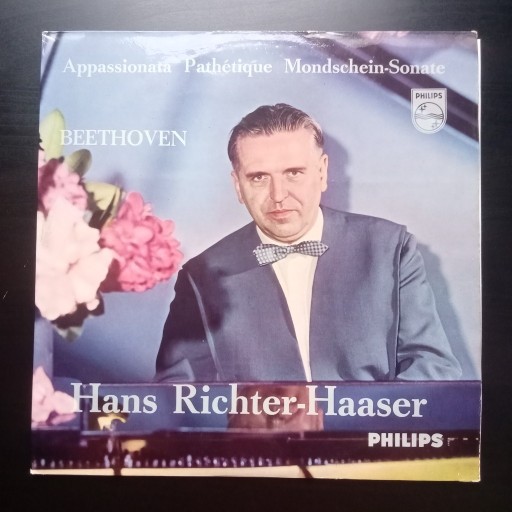 Appassionata Pathétique Mondschein-Sonate
PHILIPS
BEETHOVEN
Hans Richter-Haaser
PHILIPS